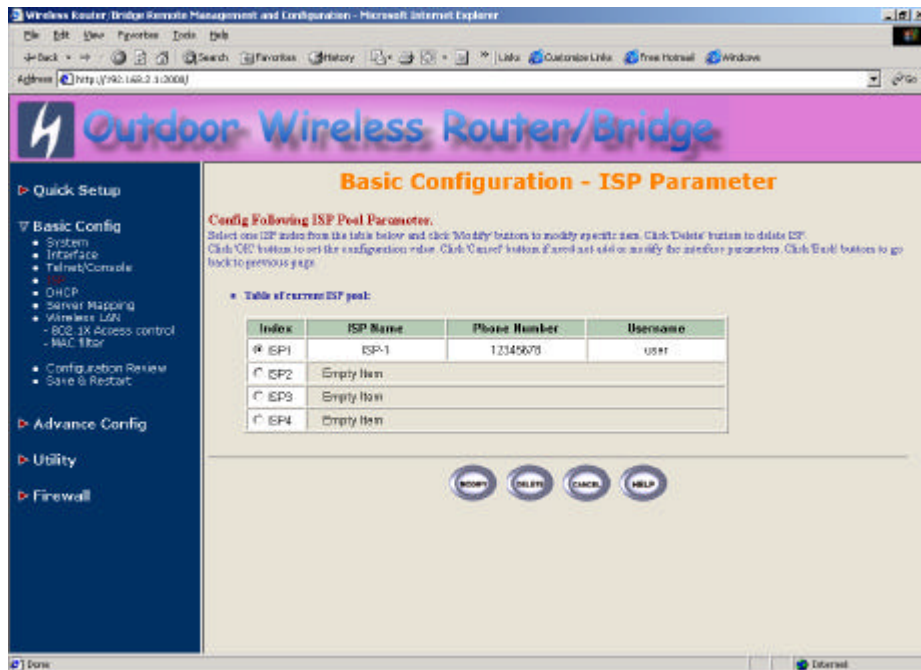 Wireless Router/Bridge Remote Management and Configuration - Microsoft Internet Explorer
File Edit View Favorites Tools Help
Back Search Favorites History Links Customize Links Free Hotmail Windows
Address http://192.168.2.1:2008/ Go
Outdoor Wireless Router/Bridge
Quick Setup
Basic Config
System
Interface
Telnet/Console
ISP
DHCP
Server Mapping
Wireless LAN
- 802.1X Access control
- MAC filter
Configuration Review
Save & Restart
Advance Config
Utility
Firewall
Basic Configuration - ISP Parameter
Config Following ISP Pool Parameter.
Select one ISP index from the table below and click 'Modify' button to modify specific item. Click 'Delete' button to delete ISP.
Click 'OK' button to set the configuration value. Click 'Cancel' button if need not add or modify the interface parameters. Click 'Back' button to go
back to previous page.
Table of current ISP pool:
Index ISP Name Phone Number Username
ISP1 ISP-1 12345678 user
ISP2 Empty Item
ISP3 Empty Item
ISP4 Empty Item
MODIFY DELETE CANCEL HELP
Done Internet